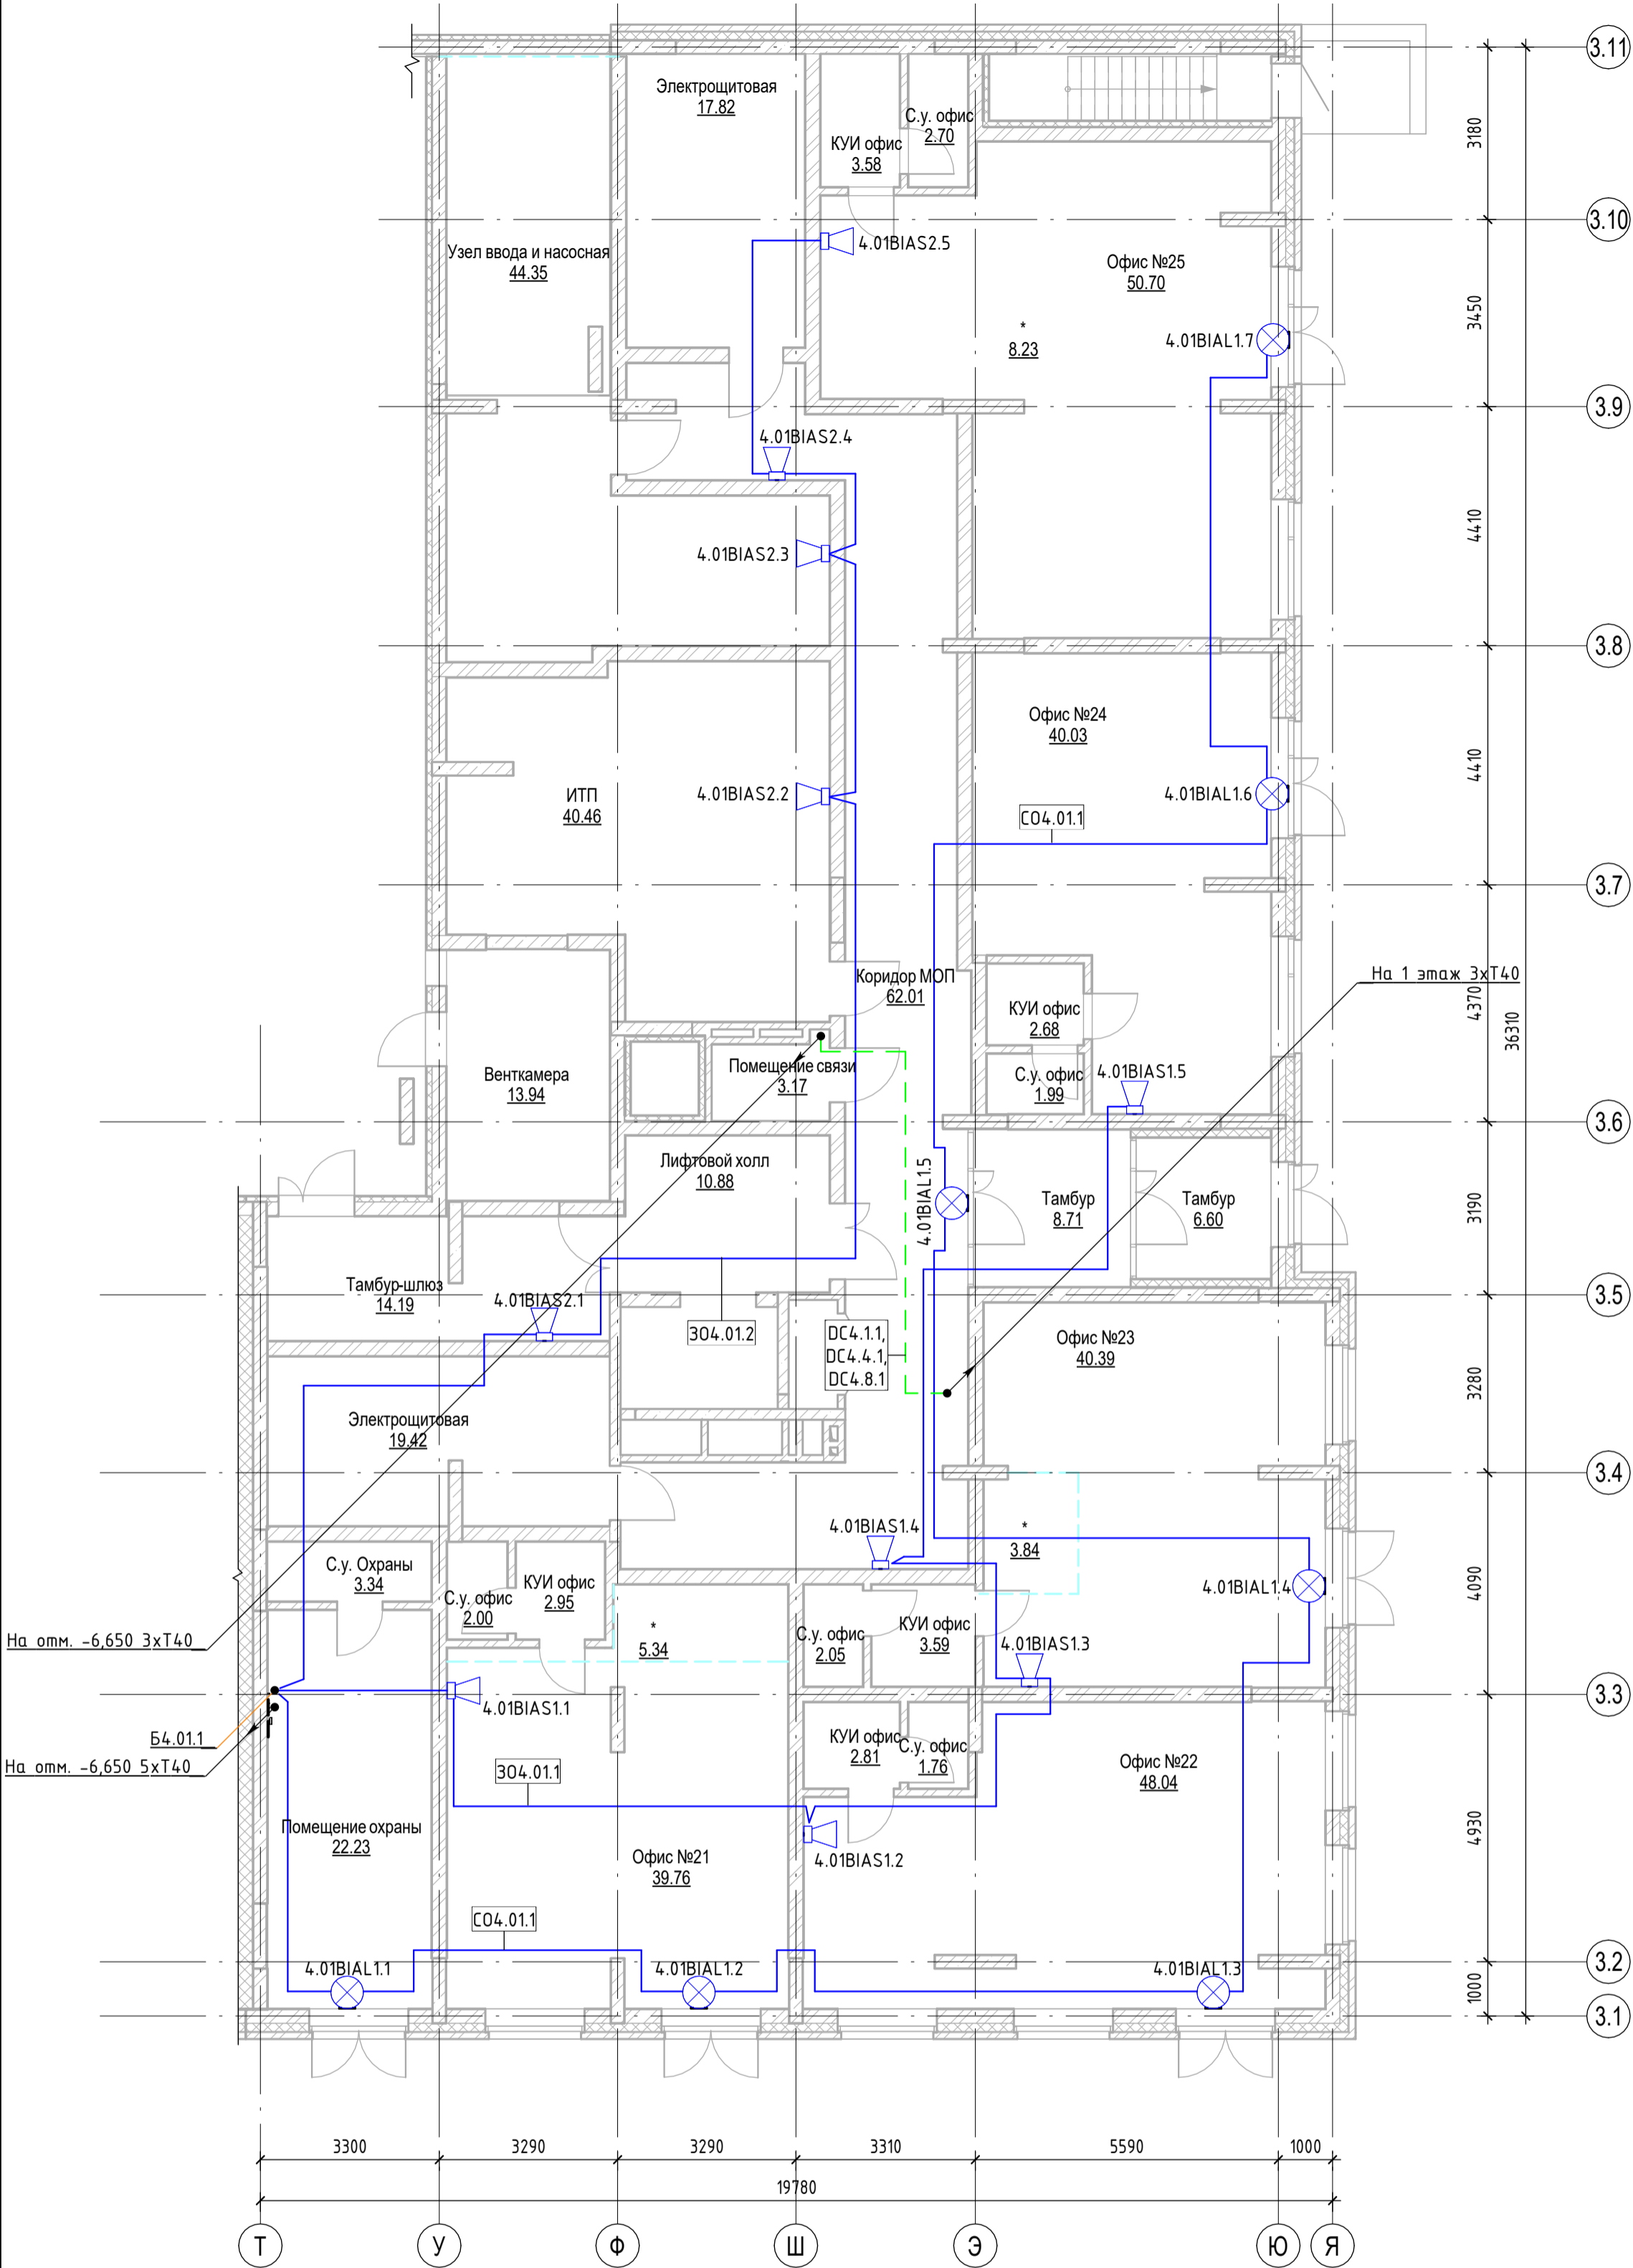 3.11
Электрощитовая
17.82
С.у. офис
2.70
КУИ офис
3.58
3180
3.10
4.01BIAS2.5
Узел ввода и насосная
44.35
Офис №25
50.70
3450
*
8.23
4.01BIAL1.7
3.9
4.01BIAS2.4
4410
4.01BIAS2.3
3.8
Офис №24
40.03
4410
ИТП
40.46
4.01BIAS2.2
4.01BIAL1.6
СО4.01.1
3.7
Коридор МОП
62.01
На 1 этаж 3хТ40
4370
36310
КУИ офис
2.68
Помещение связи
3.17
Венткамера
13.94
С.у. офис
1.99
4.01BIAS1.5
3.6
Лифтовой холл
10.88
4.01BIAL1.5
Тамбур
8.71
Тамбур
6.60
3190
Тамбур-шлюз
14.19
4.01BIAS2.1
3.5
ЗО4.01.2
DC4.1.1,
DC4.4.1,
DC4.8.1
Офис №23
40.39
3280
Электрощитовая
19.42
3.4
4.01BIAS1.4
*
3.84
С.у. Охраны
3.34
С.у. офис
2.00
КУИ офис
2.95
4.01BIAL1.4
4090
*
5.34
С.у. офис
2.05
КУИ офис
3.59
4.01BIAS1.3
На отм. -6,650 3хТ40
3.3
4.01BIAS1.1
Б4.01.1
На отм. -6,650 5хТ40
КУИ офис
2.81
С.у. офис
1.76
Офис №22
48.04
ЗО4.01.1
4930
Помещение охраны
22.23
4.01BIAS1.2
Офис №21
39.76
СО4.01.1
4.01BIAL1.1
4.01BIAL1.2
4.01BIAL1.3
3.2
1000
3.1
3300
3290
3290
3310
5590
1000
19780
Т
У
Ф
Ш
Э
Ю
Я